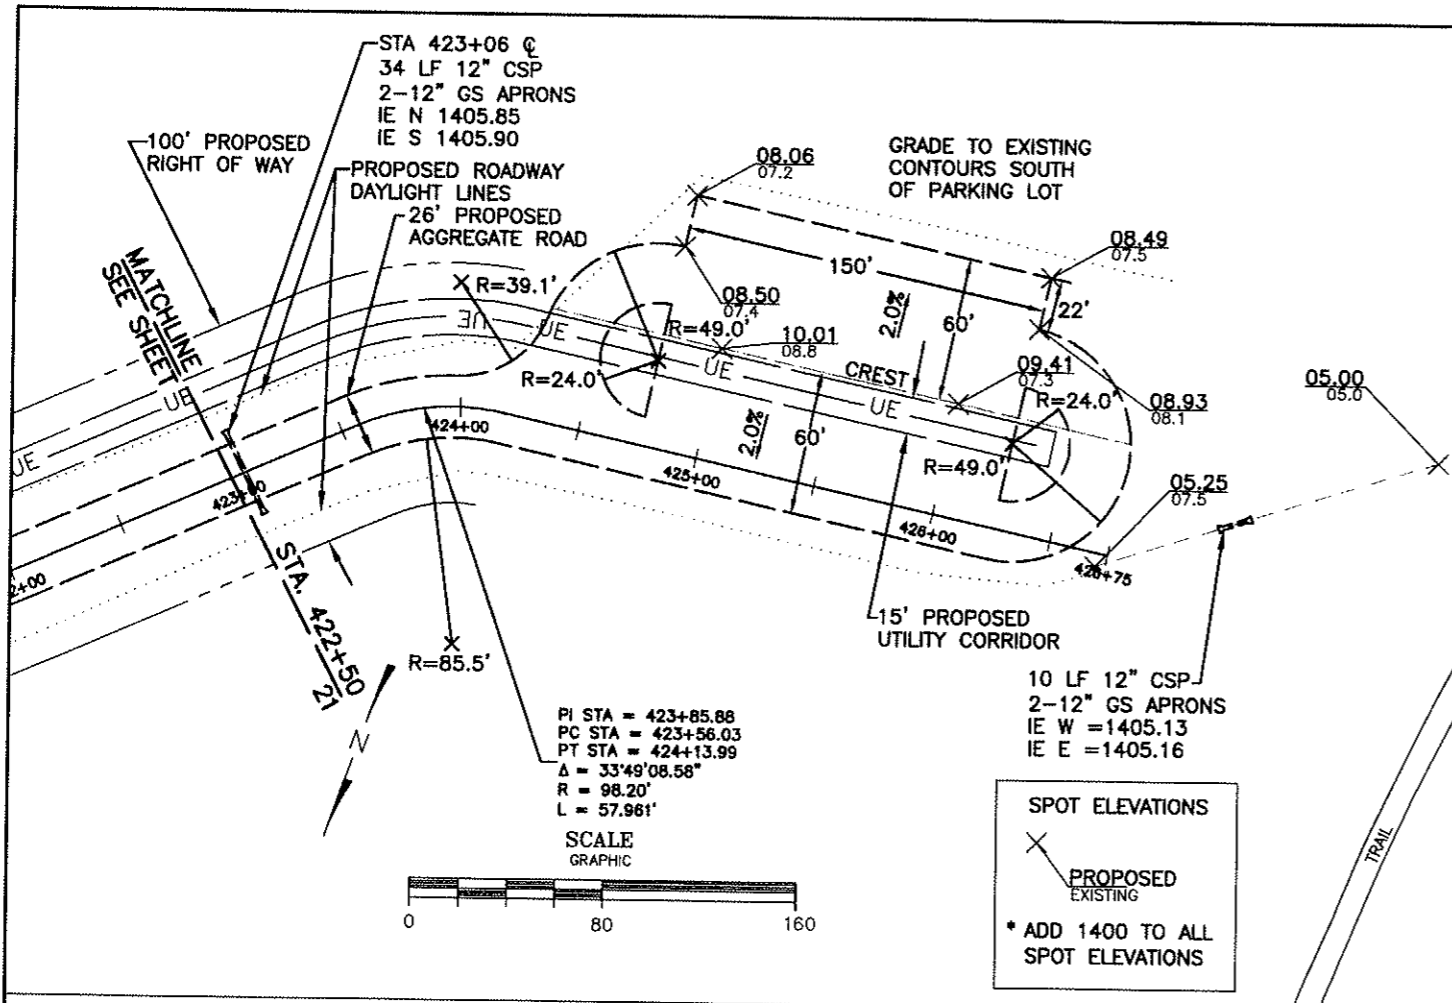 STA 423+06 ℄
34 LF 12" CSP
2-12" GS APRONS
IE N 1405.85
IE S 1405.90
100' PROPOSED
RIGHT OF WAY
PROPOSED ROADWAY
DAYLIGHT LINES
26' PROPOSED
AGGREGATE ROAD
MATCHLINE
SEE SHEET
21
STA. 422+50
08.06
07.2
GRADE TO EXISTING
CONTOURS SOUTH
OF PARKING LOT
08.49
07.5
150'
22'
R=39.1'
08.50
07.4
2.0%
60'
UE
UE
R=49.0'
10.01
08.8
CREST
09.41
07.3
R=24.0'
UE
UE
R=24.0'
08.93
08.1
05.00
05.0
UE
UE
424+00
2.0%
60'
R=49.0'
423+00
425+00
05.25
07.5
426+00
426+75
2+00
15' PROPOSED
UTILITY CORRIDOR
R=85.5'
10 LF 12" CSP
2-12" GS APRONS
IE W =1405.13
IE E =1405.16
N
PI STA = 423+85.88
PC STA = 423+56.03
PT STA = 424+13.99
Δ = 33°49'08.58"
R = 98.20'
L = 57.961'
SCALE
GRAPHIC
0 80 160
SPOT ELEVATIONS
PROPOSED
EXISTING
* ADD 1400 TO ALL
SPOT ELEVATIONS
TRAIL